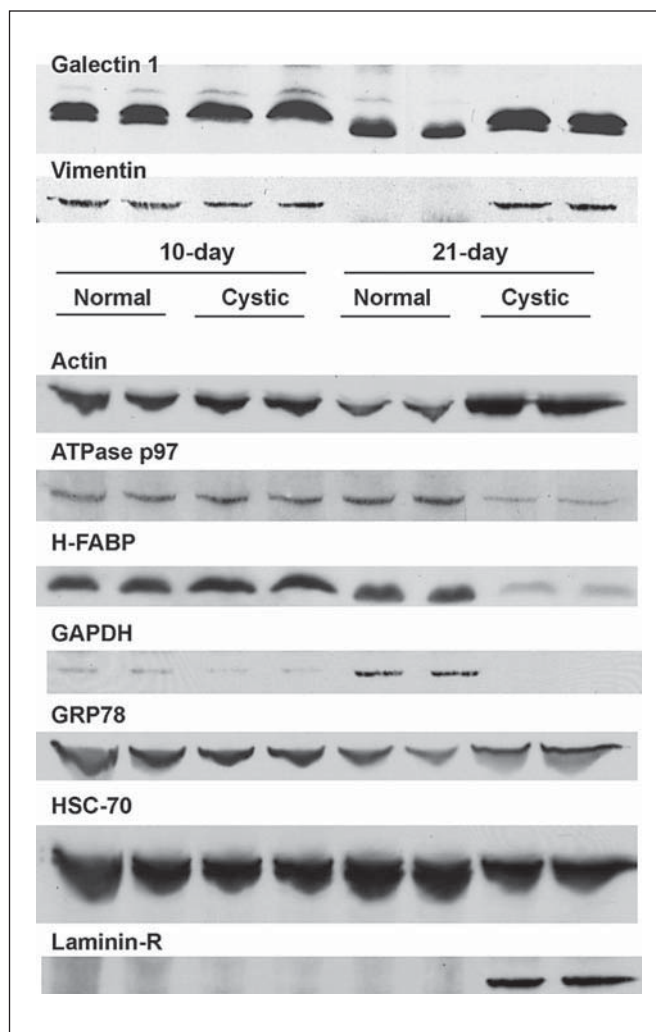 Galectin 1
Vimentin
10-day 21-day
Normal Cystic Normal Cystic
Actin
ATPase p97
H-FABP
GAPDH
GRP78
HSC-70
Laminin-R